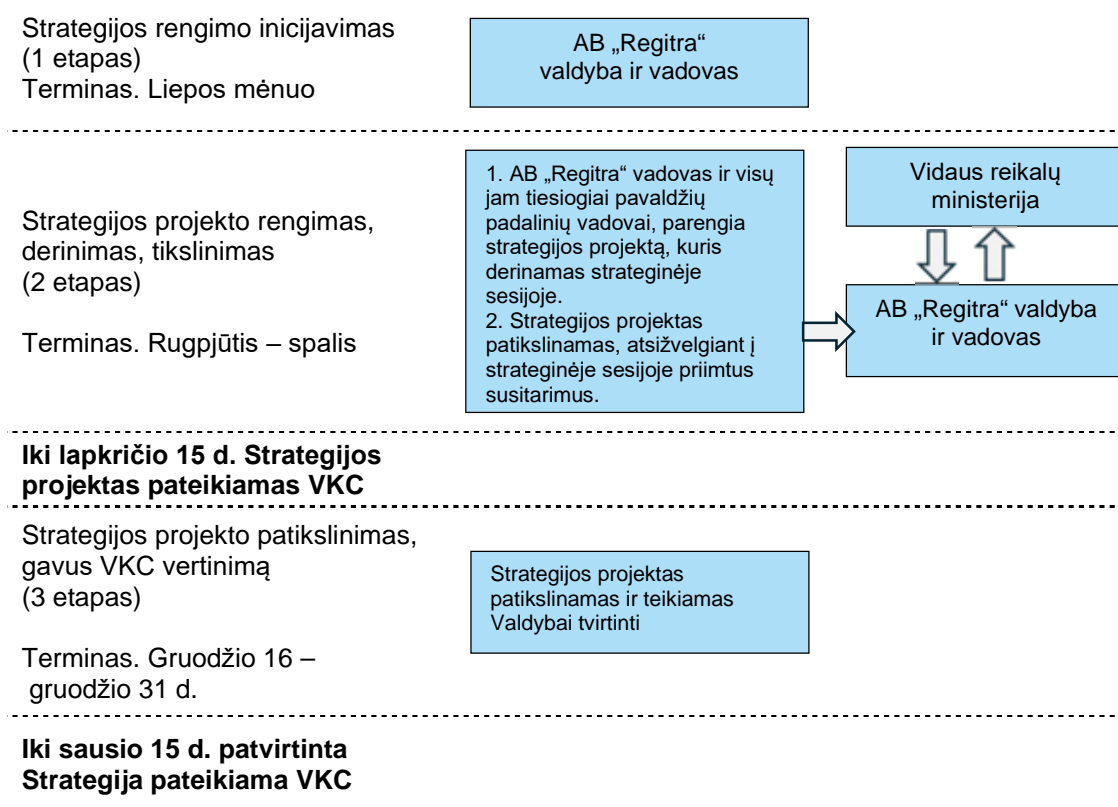 Strategijos rengimo inicijavimas
(1 etapas)
Terminas. Liepos mėnuo
AB „Regitra“
valdyba ir vadovas
Strategijos projekto rengimas,
derinimas, tikslinimas
(2 etapas)
Terminas. Rugpjūtis – spalis
1. AB „Regitra“ vadovas ir visų
jam tiesiogiai pavaldžių
padalinių vadovai, parengia
strategijos projektą, kuris
derinamas strateginėje
sesijoje.
2. Strategijos projektas
patikslinamas, atsižvelgiant į
strateginėje sesijoje priimtus
susitarimus.
Vidaus reikalų
ministerija
AB „Regitra“ valdyba
ir vadovas
Iki lapkričio 15 d. Strategijos
projektas pateikiamas VKC
Strategijos projekto patikslinimas,
gavus VKC vertinimą
(3 etapas)
Terminas. Gruodžio 16 –
gruodžio 31 d.
Strategijos projektas
patikslinamas ir teikiamas
Valdybai tvirtinti
Iki sausio 15 d. patvirtinta
Strategija pateikiama VKC